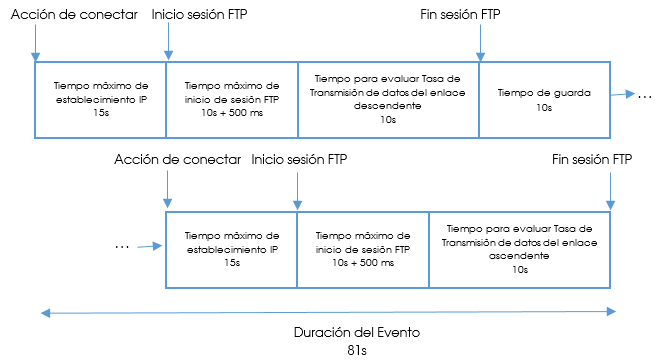 Acción de conectar
Inicio sesión FTP
Fin sesión FTP
Tiempo máximo de
establecimiento IP
15s
Tiempo máximo de
inicio de sesión FTP
10s + 500 ms
Tiempo para evaluar Tasa de
Transmisión de datos del enlace
descendente
10s
Tiempo de guarda
10s
...
Acción de conectar
Inicio sesión FTP
Fin sesión FTP
...
Tiempo máximo de
establecimiento IP
15s
Tiempo máximo de
inicio de sesión FTP
10s + 500 ms
Tiempo para evaluar Tasa de
Transmisión de datos del enlace
ascendente
10s
Duración del Evento
81s